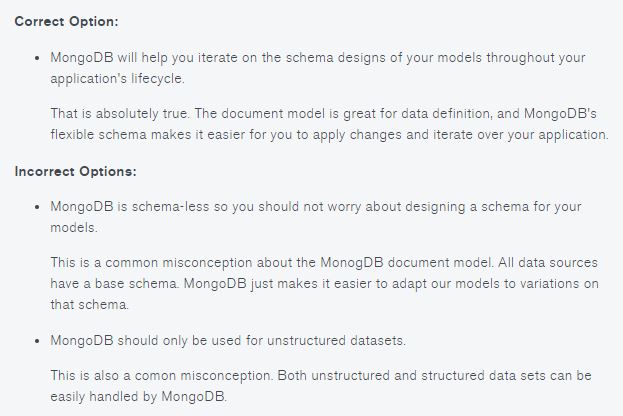 Correct Option:
• MongoDB will help you iterate on the schema designs of your models throughout your
application's lifecycle.
That is absolutely true. The document model is great for data definition, and MongoDB's
flexible schema makes it easier for you to apply changes and iterate over your application.
Incorrect Options:
• MongoDB is schema-less so you should not worry about designing a schema for your
models.
This is a common misconception about the MonogDB document model. All data sources
have a base schema. MongoDB just makes it easier to adapt our models to variations on
that schema.
• MongoDB should only be used for unstructured datasets.
This is also a comon misconception. Both unstructured and structured data sets can be
easily handled by MongoDB.